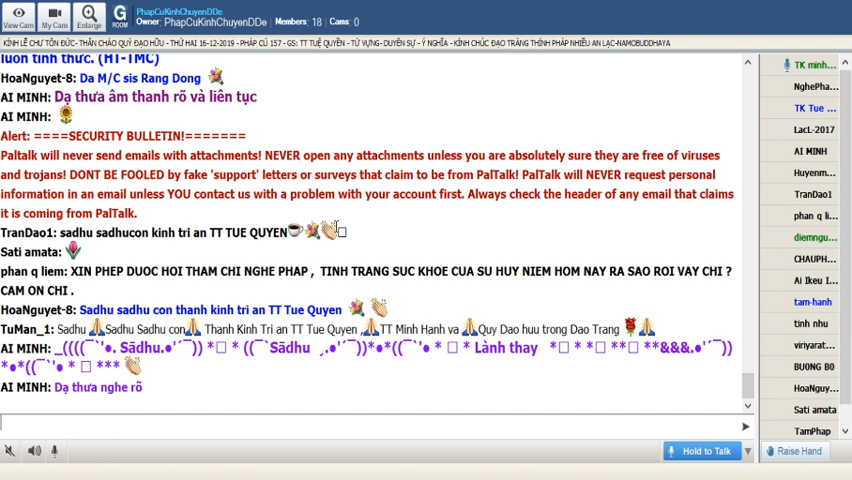 PhapCuKinhChuyenDDe
Owner: PhapCuKinhChuyenDDe Members: 18 Cams: 0
View Cam My Cam Enlarge G ROOM
KÍNH LỄ CHƯ TÔN ĐỨC- THÂN CHÀO QUÝ ĐẠO HỮU - THỨ HAI 16-12-2019 - PHÁP CÚ 157 - GS: TT TUỆ QUYỀN - TỪ VỰNG- DUYÊN SỰ - Ý NGHĨA - KÍNH CHÚC ĐẠO TRÀNG THÍNH PHÁP NHIỀU AN LẠC-NAMOBUDDHAYA
luôn tỉnh thức. (HT-TMC)
HoaNguyet-8: Da M/C sis Rang Dong
AI MINH: Dạ thưa âm thanh rõ và liên tục
AI MINH:
Alert: ====SECURITY BULLETIN!=======
Paltalk will never send emails with attachments! NEVER open any attachments unless you are absolutely sure they are free of viruses
and trojans! DONT BE FOOLED by fake 'support' letters or surveys that claim to be from PalTalk! PalTalk will NEVER request personal
information in an email unless YOU contact us with a problem with your account first. Always check the header of any email that claims
it is coming from PalTalk.
TranDao1: sadhu sadhucon kinh tri an TT TUE QUYEN
Sati amata:
phan q liem: XIN PHEP DUOC HOI THAM CHI NGHE PHAP , TINH TRANG SUC KHOE CUA SU HUY NIEM HOM NAY RA SAO ROI VAY CHI ?
CAM ON CHI .
HoaNguyet-8: Sadhu sadhu con thanh kinh tri an TT Tue Quyen
TuMan_1: Sadhu Sadhu Sadhu con Thanh Kinh Tri an TT Tue Quyen , TT Minh Hanh va Quy Dao huu trong Dao Trang
AI MINH: _((((¯`'•. Sādhu.•'´¯)) *□ * ((¯`Sādhu ¸.•'´¯))*•*((¯`'• * □ * Lành thay *□ * *□ **□ **&&&.•'´¯))
*•*((¯`'• * □ ***
AI MINH: Dạ nghe rõ
Hold to Talk
TK minh...
NghePha...
TK Tue ...
LacL-2017
AI MINH
Huyenm...
TranDao1
phan q li...
diemngu...
CHAUPH...
Ai Ikeu I...
tam-hanh
tinh nhu
viriyarat...
BU0NG B0
HoaNguy...
Sati amata
TamPhap
Raise Hand